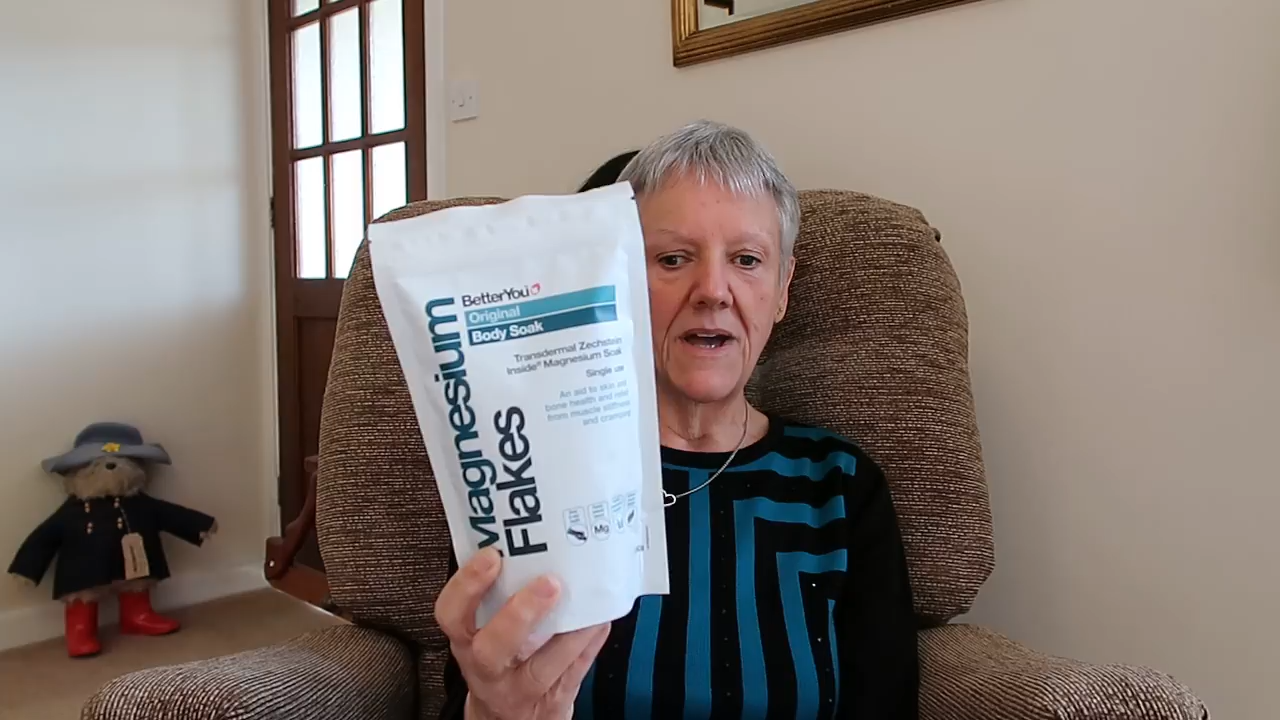 BetterYou
Original
Body Soak
Transdermal Zechstein
Inside® Magnesium Soak
Single use
An aid to skin and
bone health and relief
from muscle stiffness
and cramping
Magnesium
Flakes
Mg